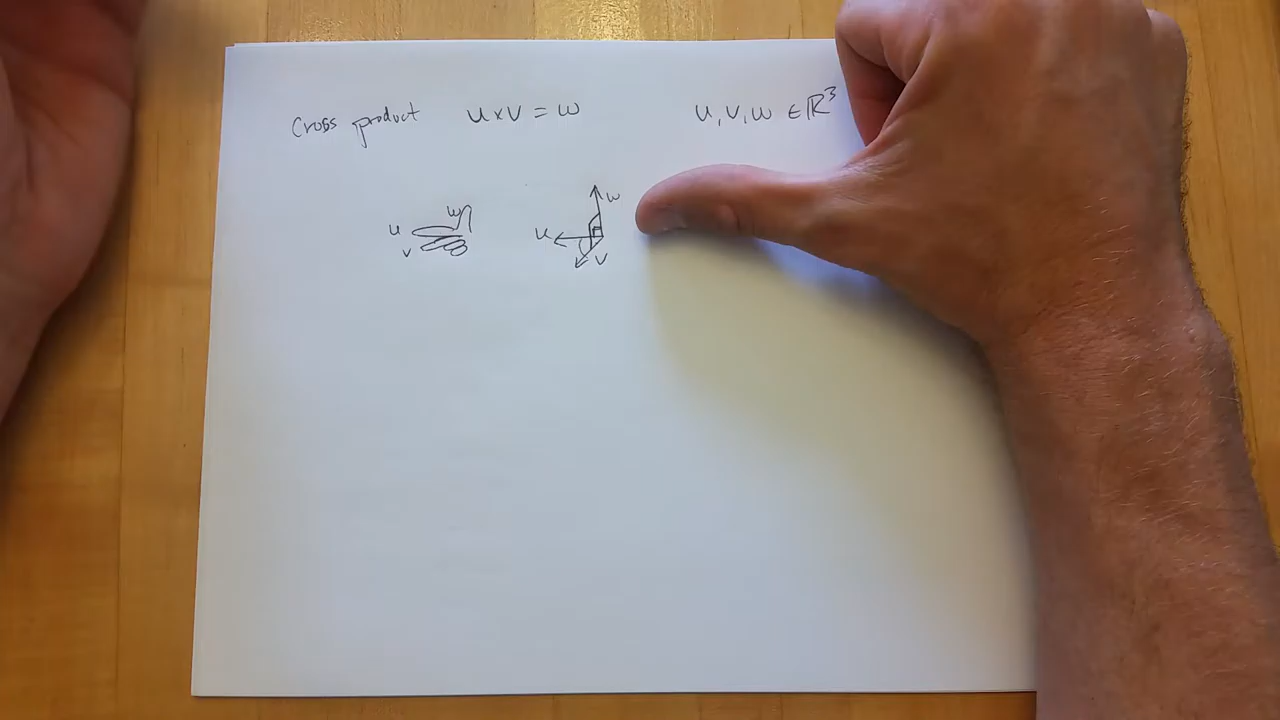 Cross product u×v = w u,v,w ∈ ℝ³
w w
u u
v v